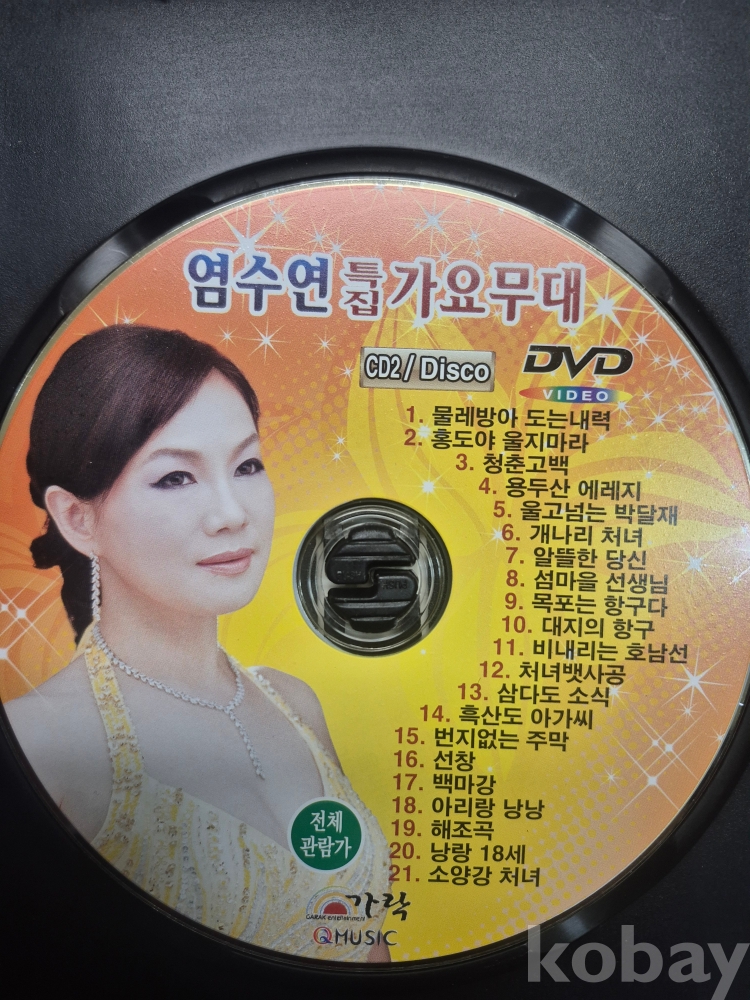 염수연 특집 가요무대
CD2 / Disco
DVD
VIDEO
1. 물레방아 도는내력
2. 홍도야 울지마라
3. 청춘고백
4. 용두산 에레지
5. 울고넘는 박달재
6. 개나리 처녀
7. 알뜰한 당신
8. 섬마을 선생님
9. 목포는 항구다
10. 대지의 항구
11. 비내리는 호남선
12. 처녀뱃사공
13. 삼다도 소식
14. 흑산도 아가씨
15. 번지없는 주막
16. 선창
17. 백마강
18. 아리랑 낭낭
19. 해조곡
20. 낭랑 18세
21. 소양강 처녀
전체
관람가
가락
GARAK entertainment
QMUSIC
kobay